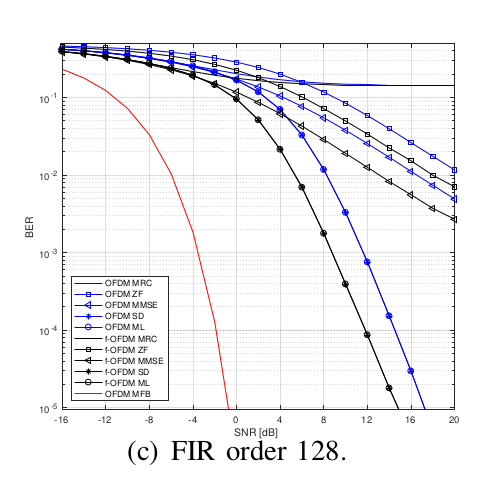 BER
10^-1
10^-2
10^-3
10^-4
10^-5
OFDM MRC
OFDM ZF
OFDM MMSE
OFDM SD
OFDM ML
f-OFDM MRC
f-OFDM ZF
f-OFDM MMSE
f-OFDM SD
f-OFDM ML
OFDM MFB
-16 -12 -8 -4 0 4 8 12 16 20
SNR [dB]
(c) FIR order 128.